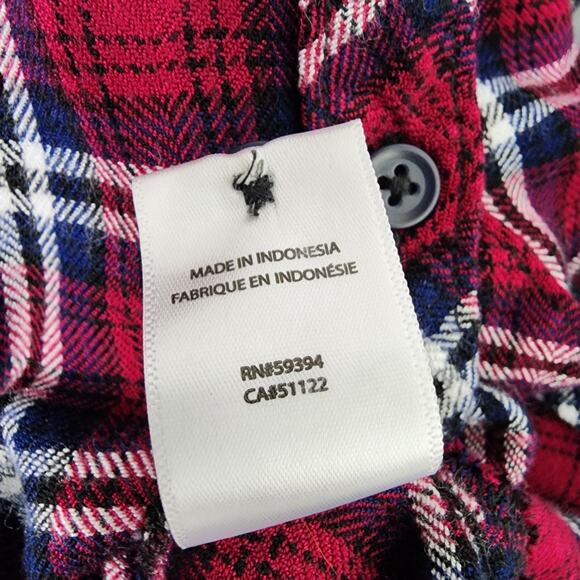 MADE IN INDONESIA
FABRIQUE EN INDONÉSIE
RN#59394
CA#51122